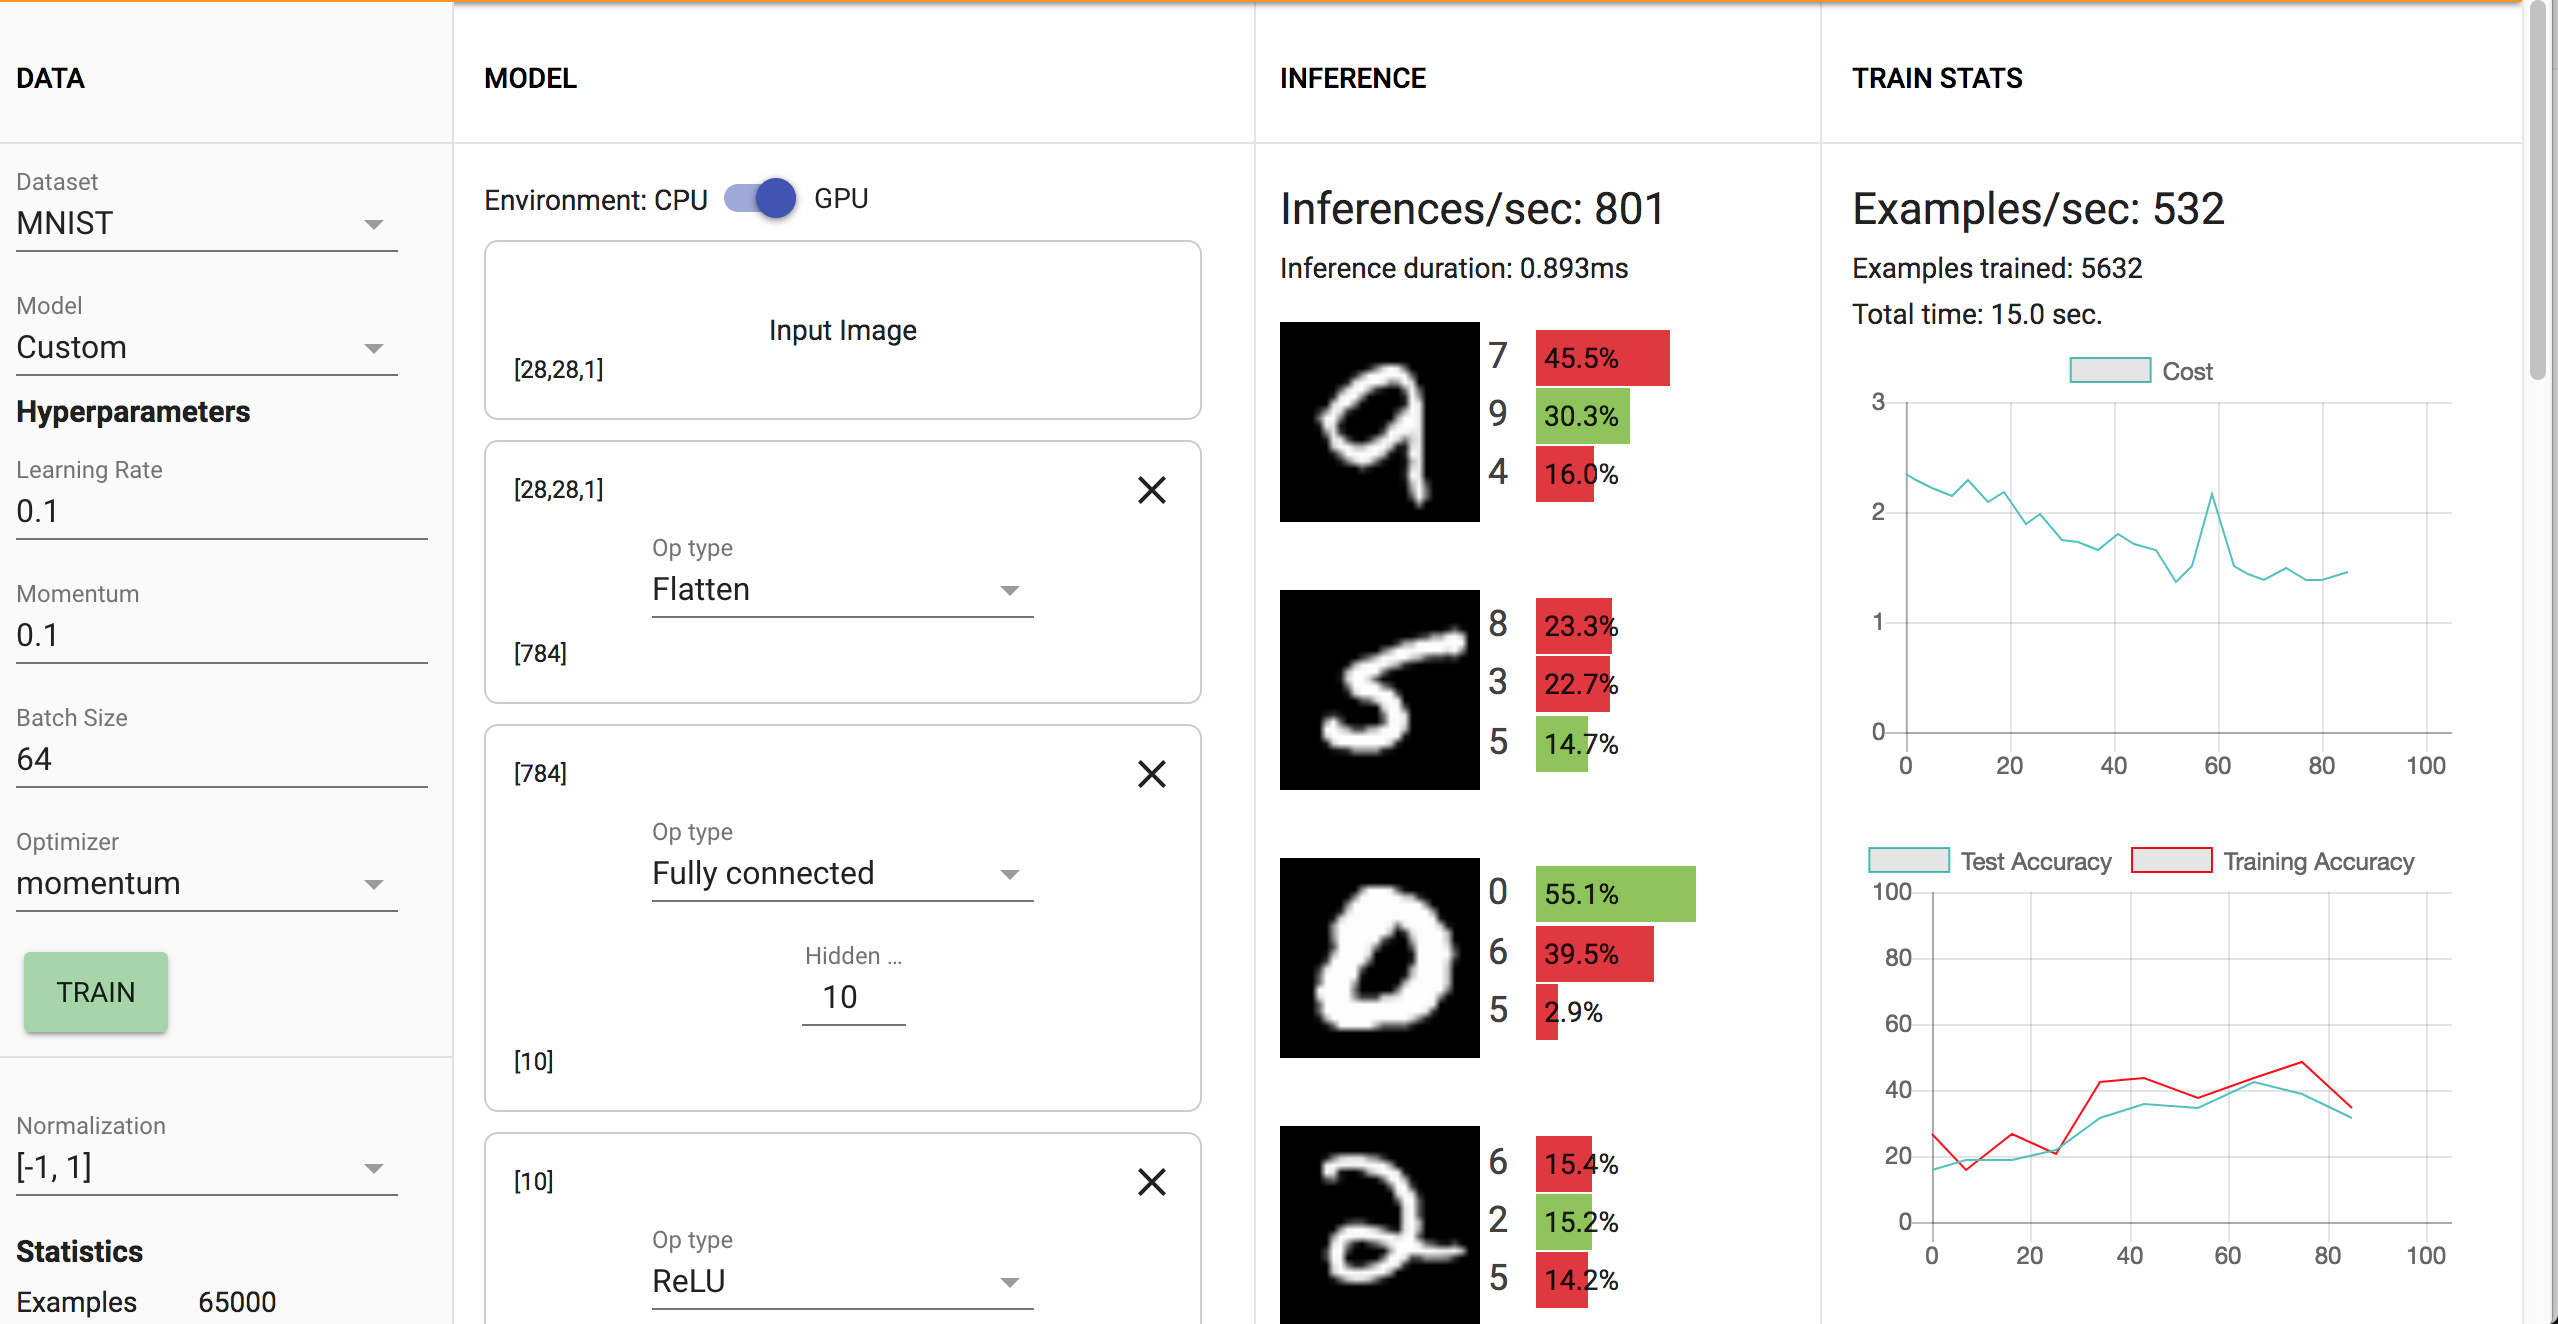 DATA
Dataset
MNIST
Model
Custom
Hyperparameters
Learning Rate
0.1
Momentum
0.1
Batch Size
64
Optimizer
momentum
TRAIN
Normalization
[-1, 1]
Statistics
Examples 65000
MODEL
Environment: CPU GPU
Input Image
[28,28,1]
[28,28,1]
Op type
Flatten
[784]
[784]
Op type
Fully connected
Hidden ...
10
[10]
[10]
Op type
ReLU
INFERENCE
Inferences/sec: 801
Inference duration: 0.893ms
9
7 45.5%
9 30.3%
4 16.0%
5
8 23.3%
3 22.7%
5 14.7%
0
0 55.1%
6 39.5%
5 2.9%
2
6 15.4%
2 15.2%
5 14.2%
TRAIN STATS
Examples/sec: 532
Examples trained: 5632
Total time: 15.0 sec.
Cost
3
2
1
0
0 20 40 60 80 100
Test Accuracy Training Accuracy
100
80
60
40
20
0
0 20 40 60 80 100